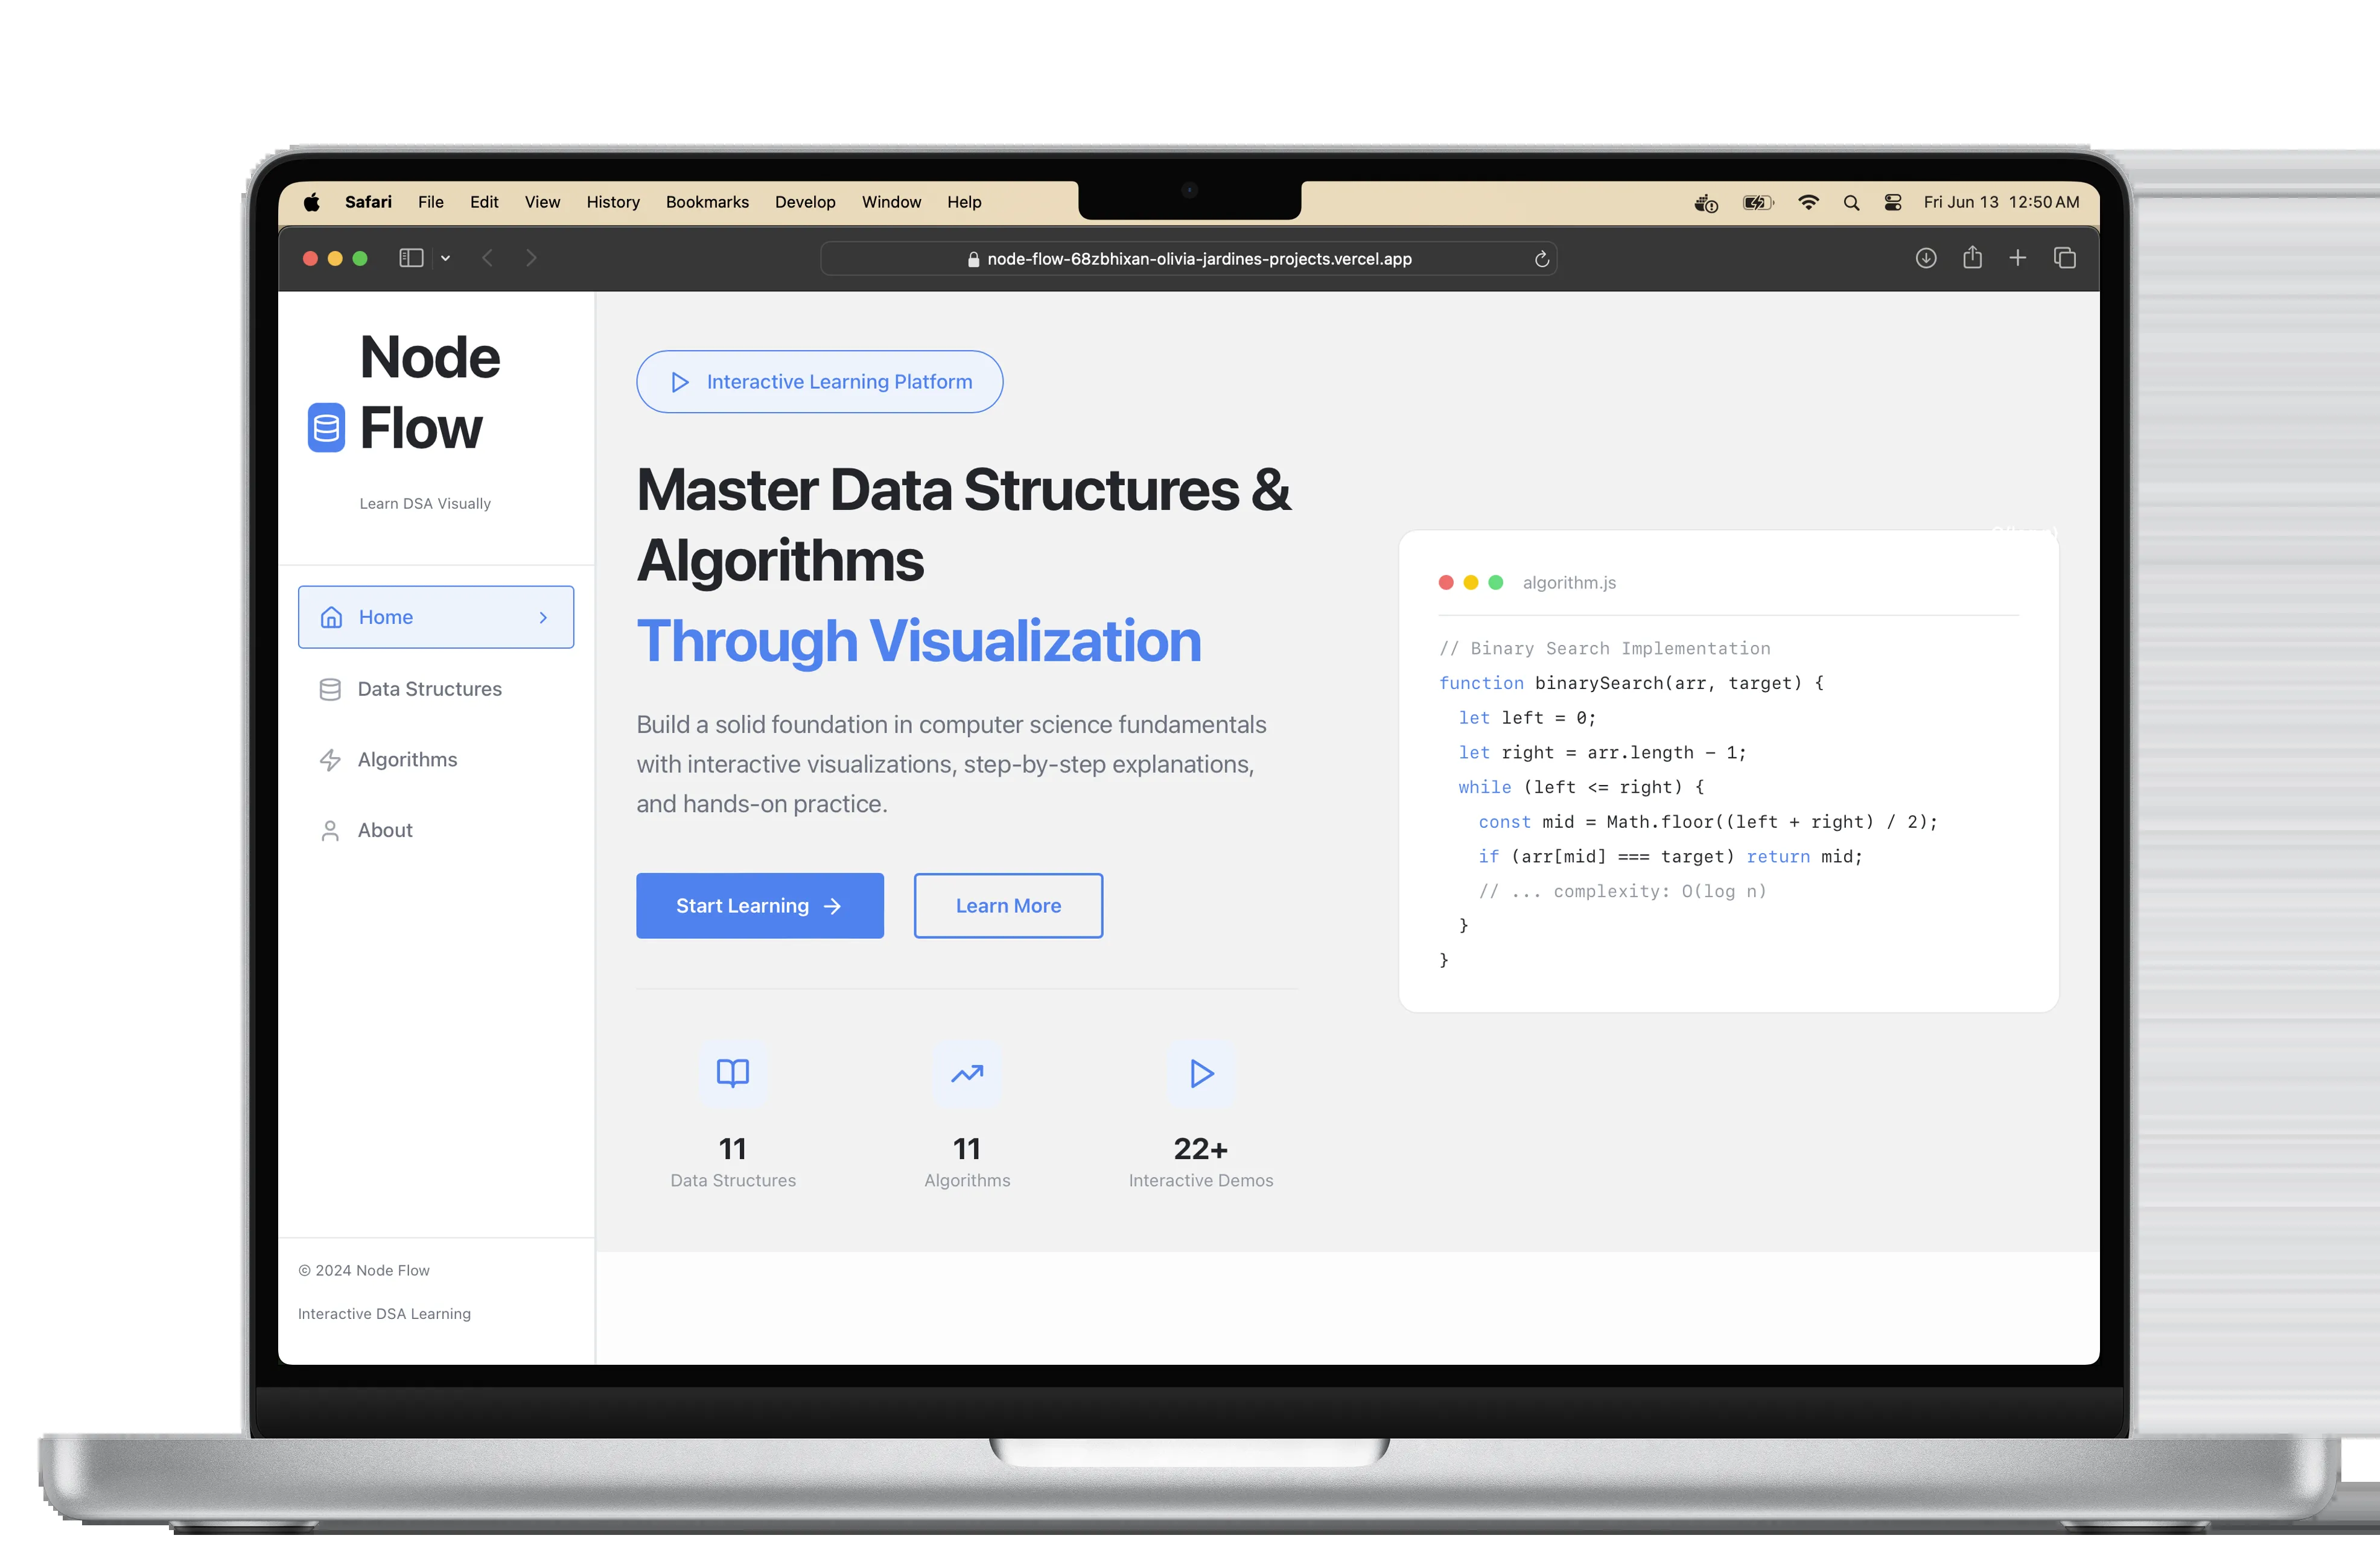 Safari File Edit View History Bookmarks Develop Window Help
Fri Jun 13 12:50 AM
node-flow-68zbhixan-olivia-jardines-projects.vercel.app
Node
Flow
Learn DSA Visually
Home
Data Structures
Algorithms
About
© 2024 Node Flow
Interactive DSA Learning
Interactive Learning Platform
Master Data Structures &
Algorithms
Through Visualization
Build a solid foundation in computer science fundamentals
with interactive visualizations, step-by-step explanations,
and hands-on practice.
Start Learning →
Learn More
11
Data Structures
11
Algorithms
22+
Interactive Demos
algorithm.js
// Binary Search Implementation
function binarySearch(arr, target) {
let left = 0;
let right = arr.length - 1;
while (left <= right) {
const mid = Math.floor((left + right) / 2);
if (arr[mid] === target) return mid;
// ... complexity: O(log n)
}
}